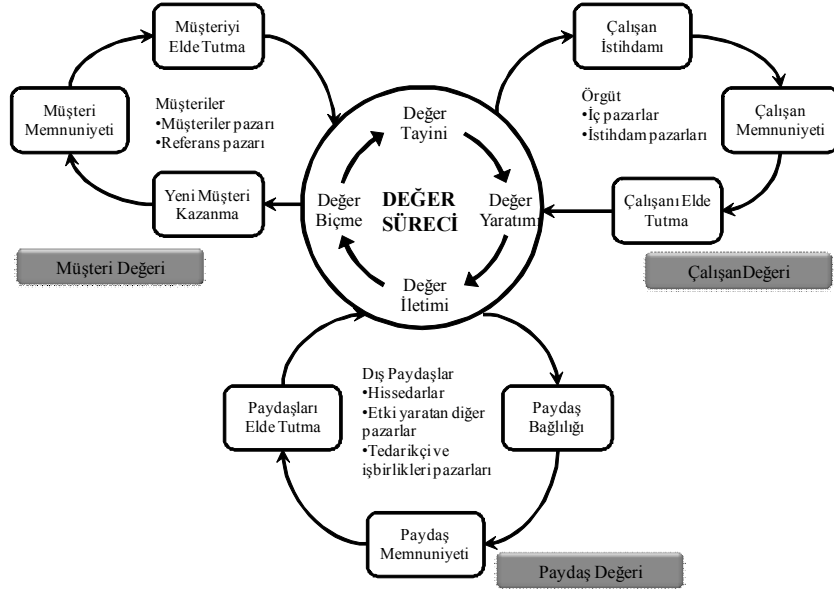 Müşteriyi
Elde Tutma
Müşteri
Memnuniyeti
Müşteriler
•Müşteriler pazarı
•Referans pazarı
Yeni Müşteri
Kazanma
Müşteri Değeri
Değer
Tayini
Değer
Biçme
DEĞER
SÜRECİ
Değer
Yaratımı
Değer
İletimi
Çalışan
İstihdamı
Örgüt
•İç pazarlar
•İstihdam pazarları
Çalışan
Memnuniyeti
Çalışanı Elde
Tutma
ÇalışanDeğeri
Paydaşları
Elde Tutma
Dış Paydaşlar
•Hissedarlar
•Etki yaratan diğer
pazarlar
•Tedarikçi ve
işbirlikleri pazarları
Paydaş
Bağlılığı
Paydaş
Memnuniyeti
Paydaş Değeri